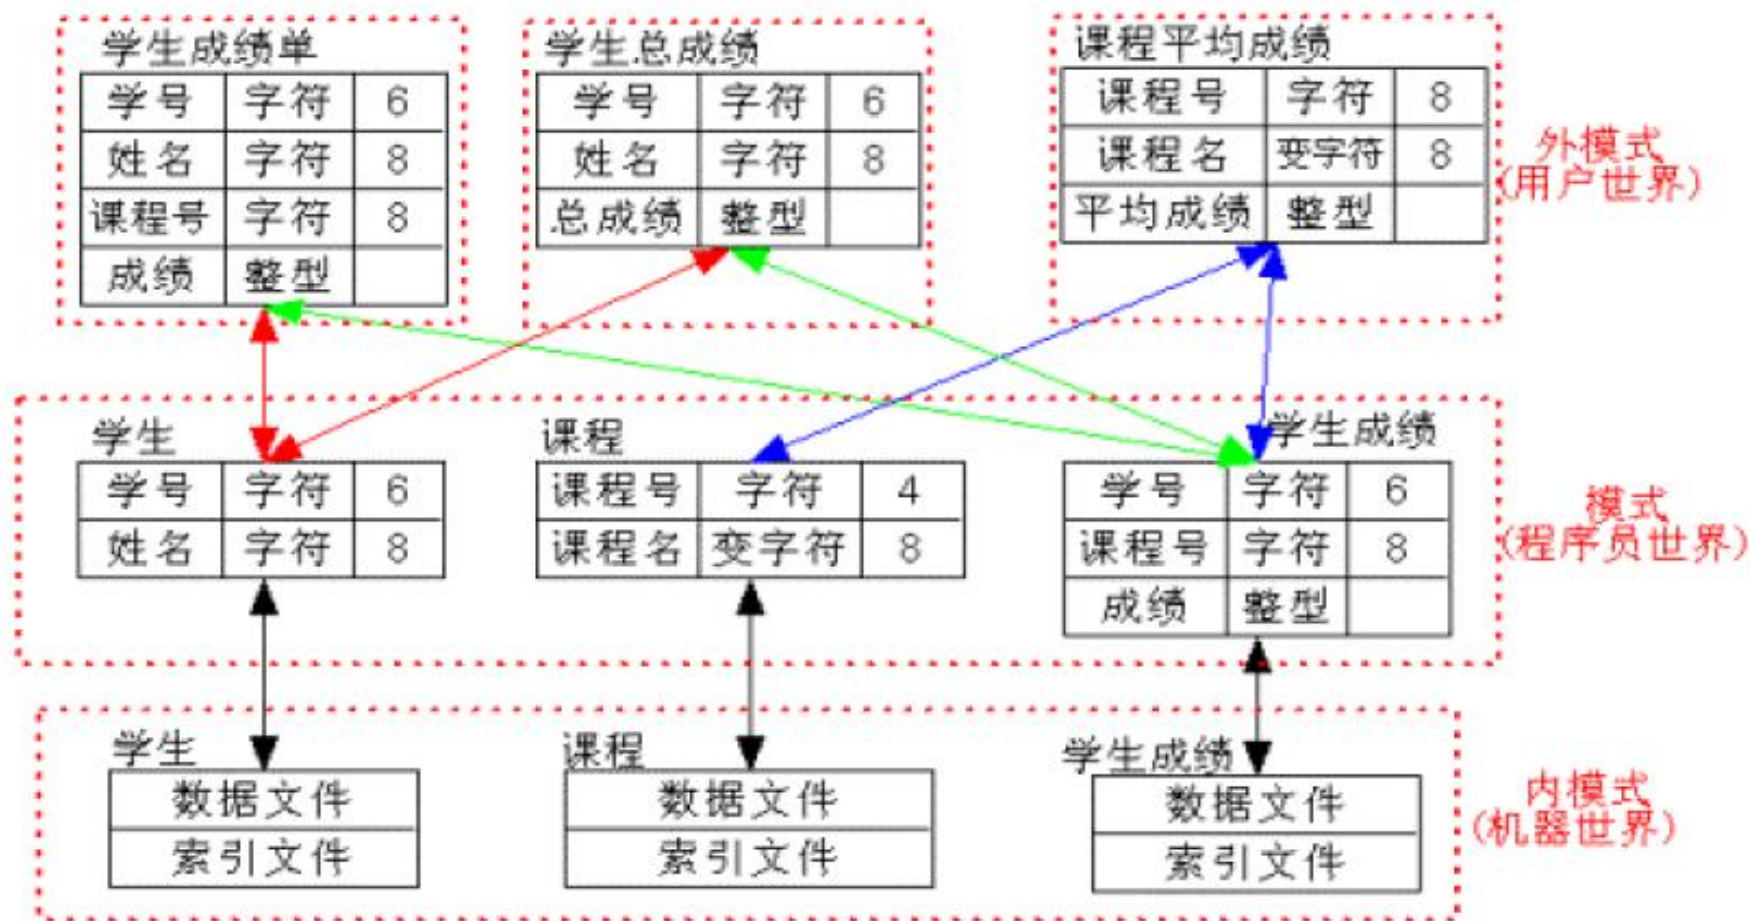 学生成绩单
学号 字符 6
姓名 字符 8
课程号 字符 8
成绩 整型
学生总成绩
学号 字符 6
姓名 字符 8
总成绩 整型
课程平均成绩
课程号 字符 8
课程名 变字符 8
平均成绩 整型
外模式
(用户世界)
学生
学号 字符 6
姓名 字符 8
课程
课程号 字符 4
课程名 变字符 8
学生成绩
学号 字符 6
课程号 字符 8
成绩 整型
模式
(程序员世界)
学生
数据文件
索引文件
课程
数据文件
索引文件
学生成绩
数据文件
索引文件
内模式
(机器世界)